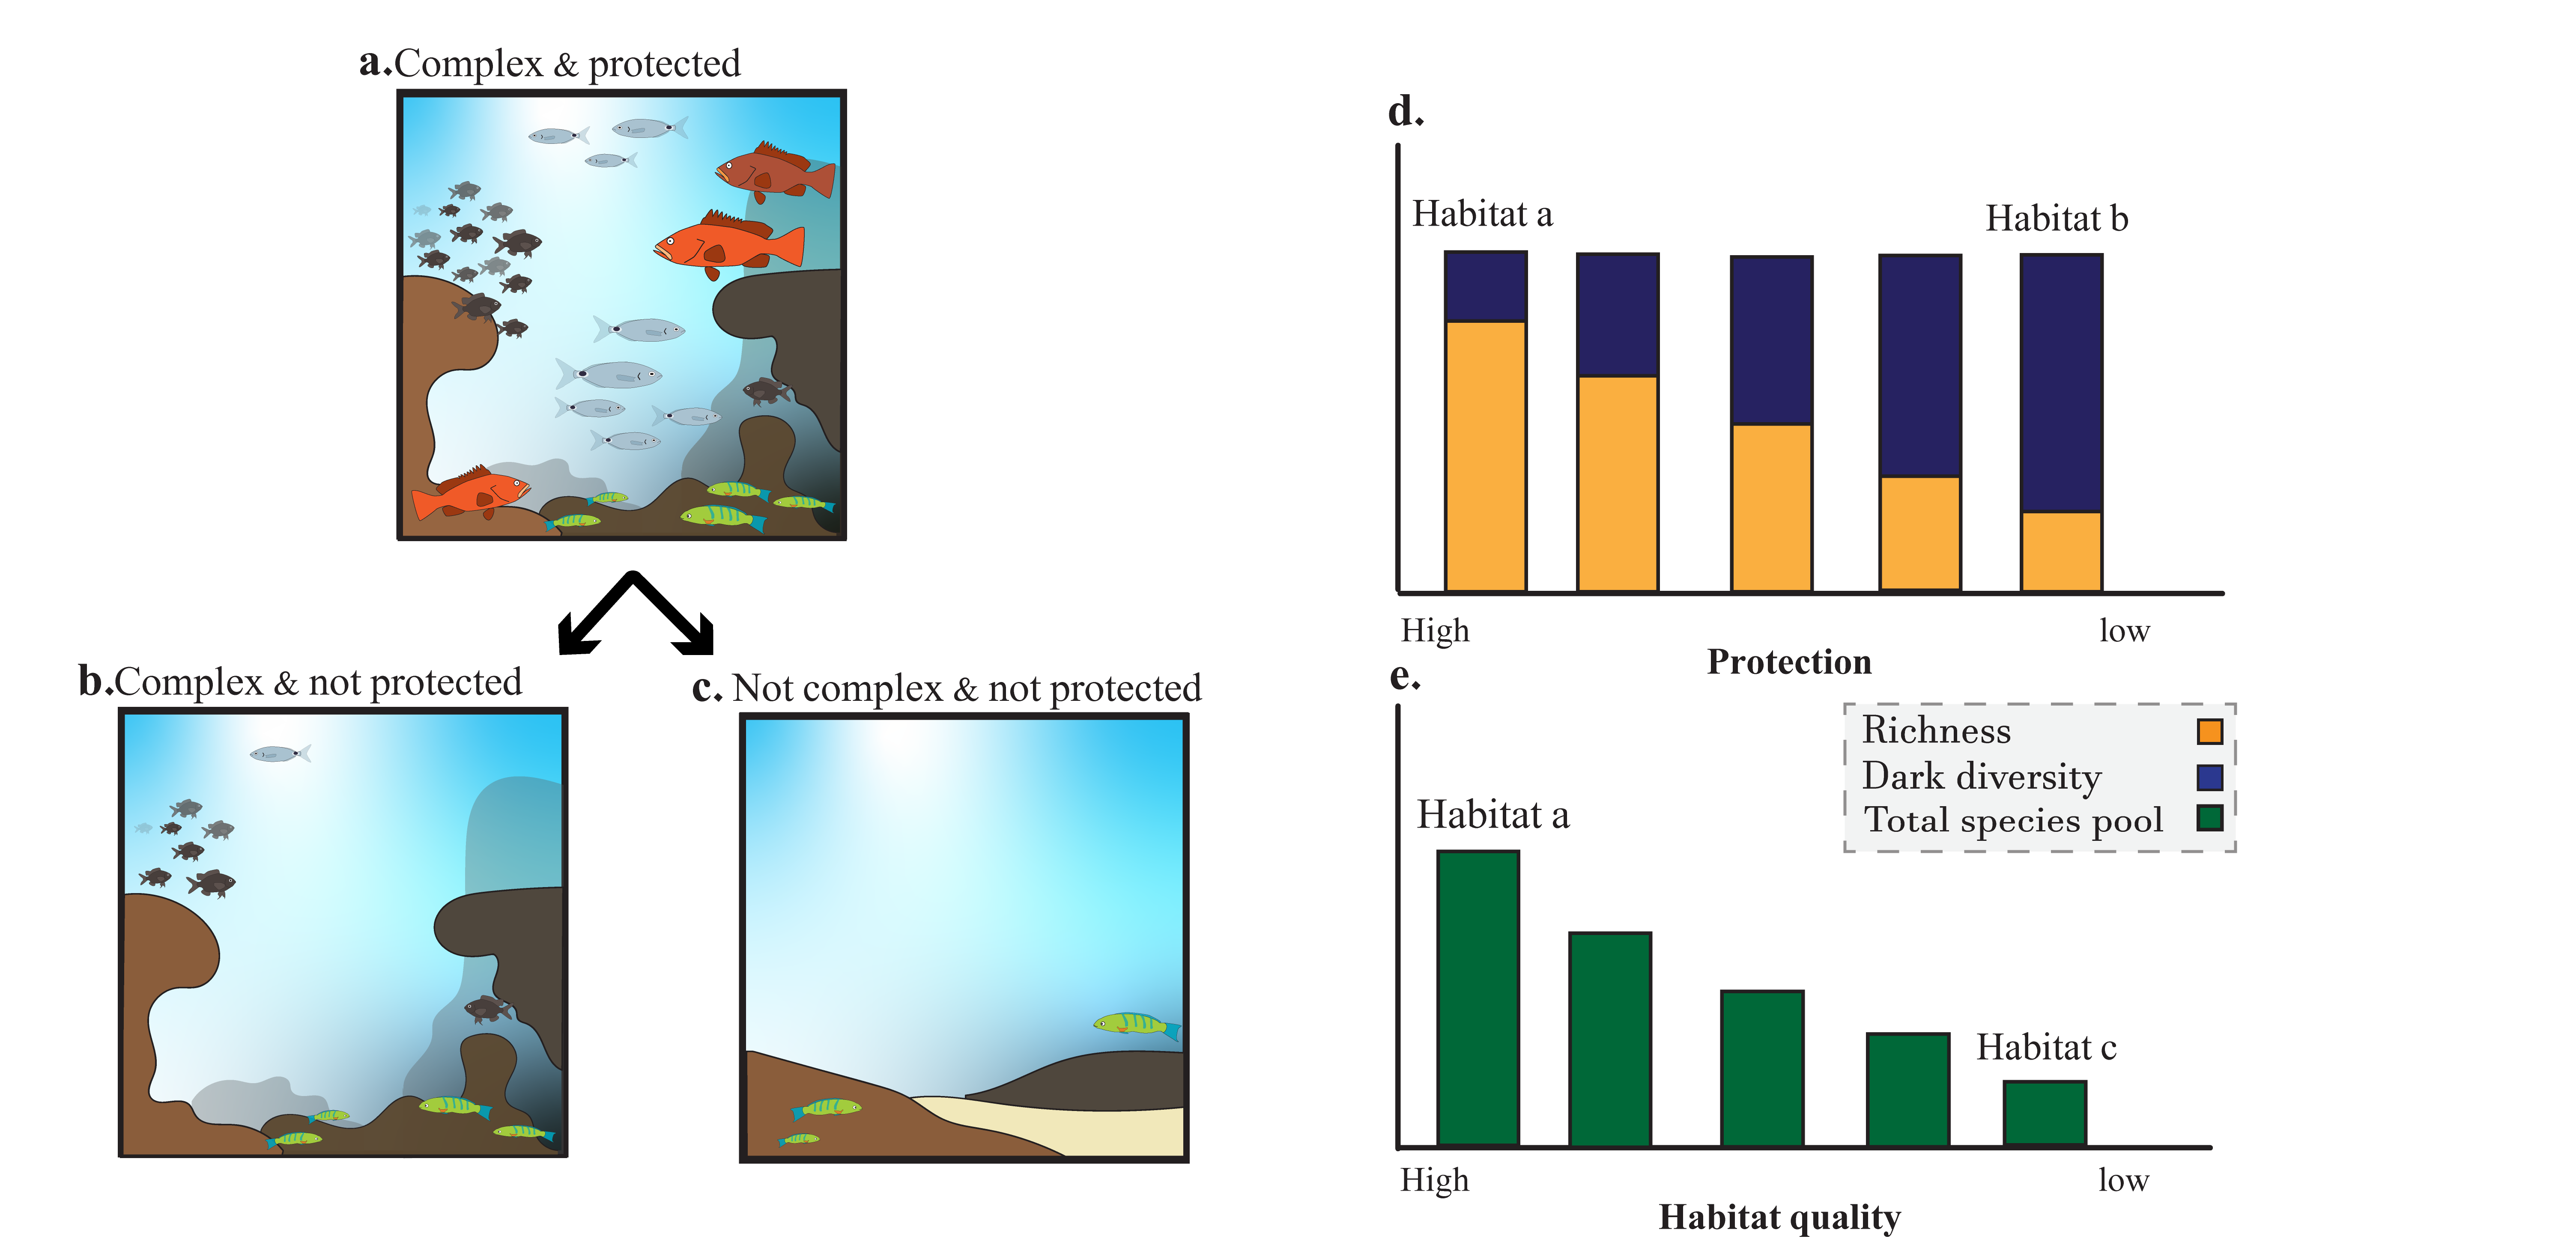 a.Complex & protected
b.Complex & not protected
c. Not complex & not protected
d.
Habitat a
Habitat b
High
low
Protection
e.
Richness
Dark diversity
Total species pool
Habitat a
Habitat c
High
low
Habitat quality